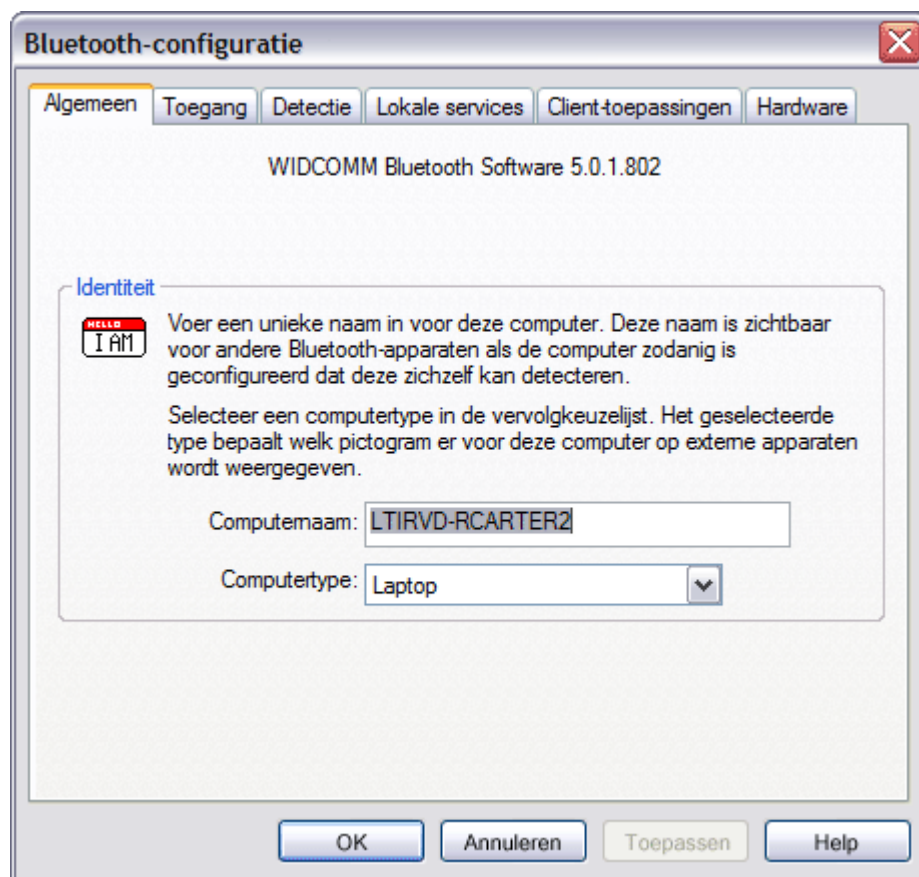 Bluetooth-configuratie
Algemeen Toegang Detectie Lokale services Client-toepassingen Hardware
WIDCOMM Bluetooth Software 5.0.1.802
Identiteit
HELLO
I AM
Voer een unieke naam in voor deze computer. Deze naam is zichtbaar
voor andere Bluetooth-apparaten als de computer zodanig is
geconfigureerd dat deze zichzelf kan detecteren.
Selecteer een computertype in de vervolgkeuzelijst. Het geselecteerde
type bepaalt welk pictogram er voor deze computer op externe apparaten
wordt weergegeven.
Computernaam: LTIRVD-RCARTER2
Computertype: Laptop
OK Annuleren Toepassen Help